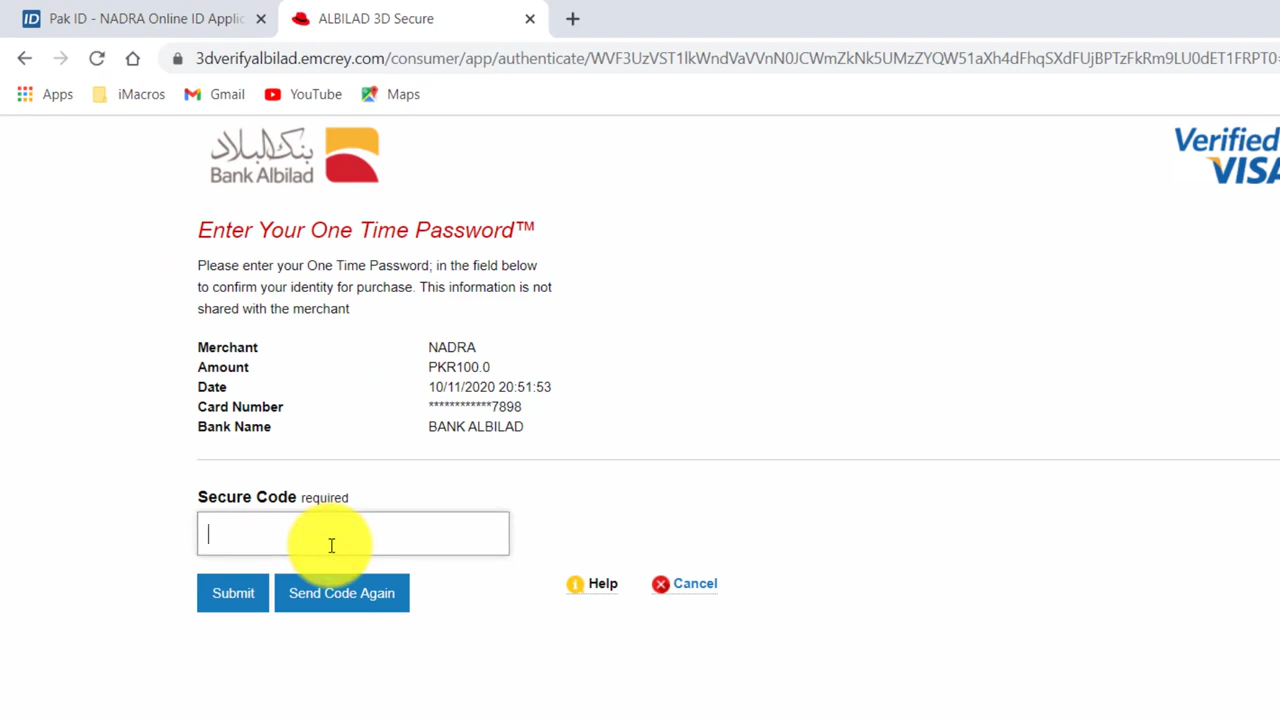 Pak ID - NADRA Online ID Applic
ALBILAD 3D Secure
3dverifyalbilad.emcrey.com/consumer/app/authenticate/WVF3UzVST1lkWndVaVVnN0JCWmZkNk5UMzZYQW51aXh4dFhqSXdFUjBPTzFkRm9LU0dET1FRPT0=
Apps iMacros Gmail YouTube Maps
بنك البلاد
Bank Albilad
Verified
VISA
Enter Your One Time Password™
Please enter your One Time Password; in the field below
to confirm your identity for purchase. This information is not
shared with the merchant
Merchant NADRA
Amount PKR100.0
Date 10/11/2020 20:51:53
Card Number ************7898
Bank Name BANK ALBILAD
Secure Code required
Submit Send Code Again Help Cancel